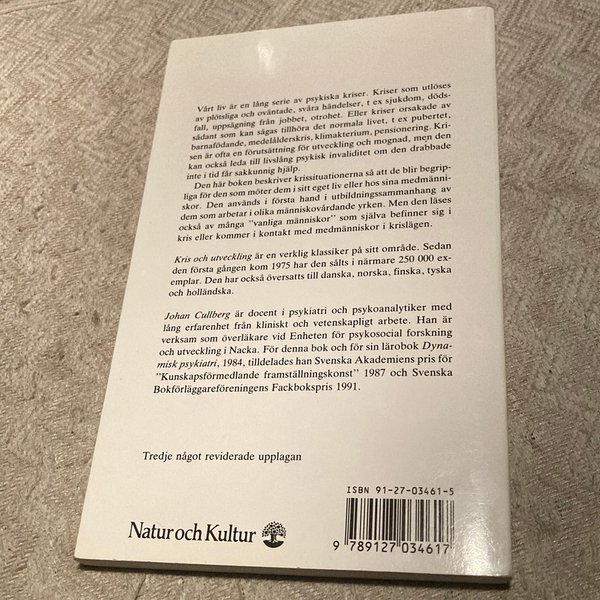 Vårt liv är en lång serie av psykiska kriser. Kriser som utlöses
av plötsliga och oväntade, svåra händelser, t ex sjukdom, döds-
fall, uppsägning från jobbet, otrohet. Eller kriser orsakade av
sådant som kan sägas tillhöra det normala livet, t ex pubertet,
barnafödande, medelålderskris, klimakterium, pensionering. Kri-
sen är ofta en förutsättning för utveckling och mognad, men den
kan också leda till livslång psykisk invaliditet om den drabbade
inte i tid får sakkunnig hjälp.
Den här boken beskriver krissituationerna så att de blir begrip-
liga för den som möter dem i sitt eget liv eller hos sina medmänni-
skor. Den används i första hand i utbildningssammanhang av
dem som arbetar i olika människovårdande yrken. Men den läses
också av många "vanliga människor" som själva befinner sig i
kris eller kommer i kontakt med medmänniskor i krislägen.
Kris och utveckling är en verklig klassiker på sitt område. Sedan
den första gången kom 1975 har den sålts i närmare 250 000 ex-
emplar. Den har också översatts till danska, norska, finska, tyska
och holländska.
Johan Cullberg är docent i psykiatri och psykoanalytiker med
lång erfarenhet från kliniskt och vetenskapligt arbete. Han är
verksam som överläkare vid Enheten för psykosocial forskning
och utveckling i Nacka. För denna bok och för sin lärobok Dyna-
misk psykiatri, 1984, tilldelades han Svenska Akademiens pris för
"Kunskapsförmedlande framställningskonst" 1987 och Svenska
Bokförläggareföreningens Fackbokspris 1991.
Tredje något reviderade upplagan
ISBN 91-27-03461-5
Natur och Kultur
9 789127 034617